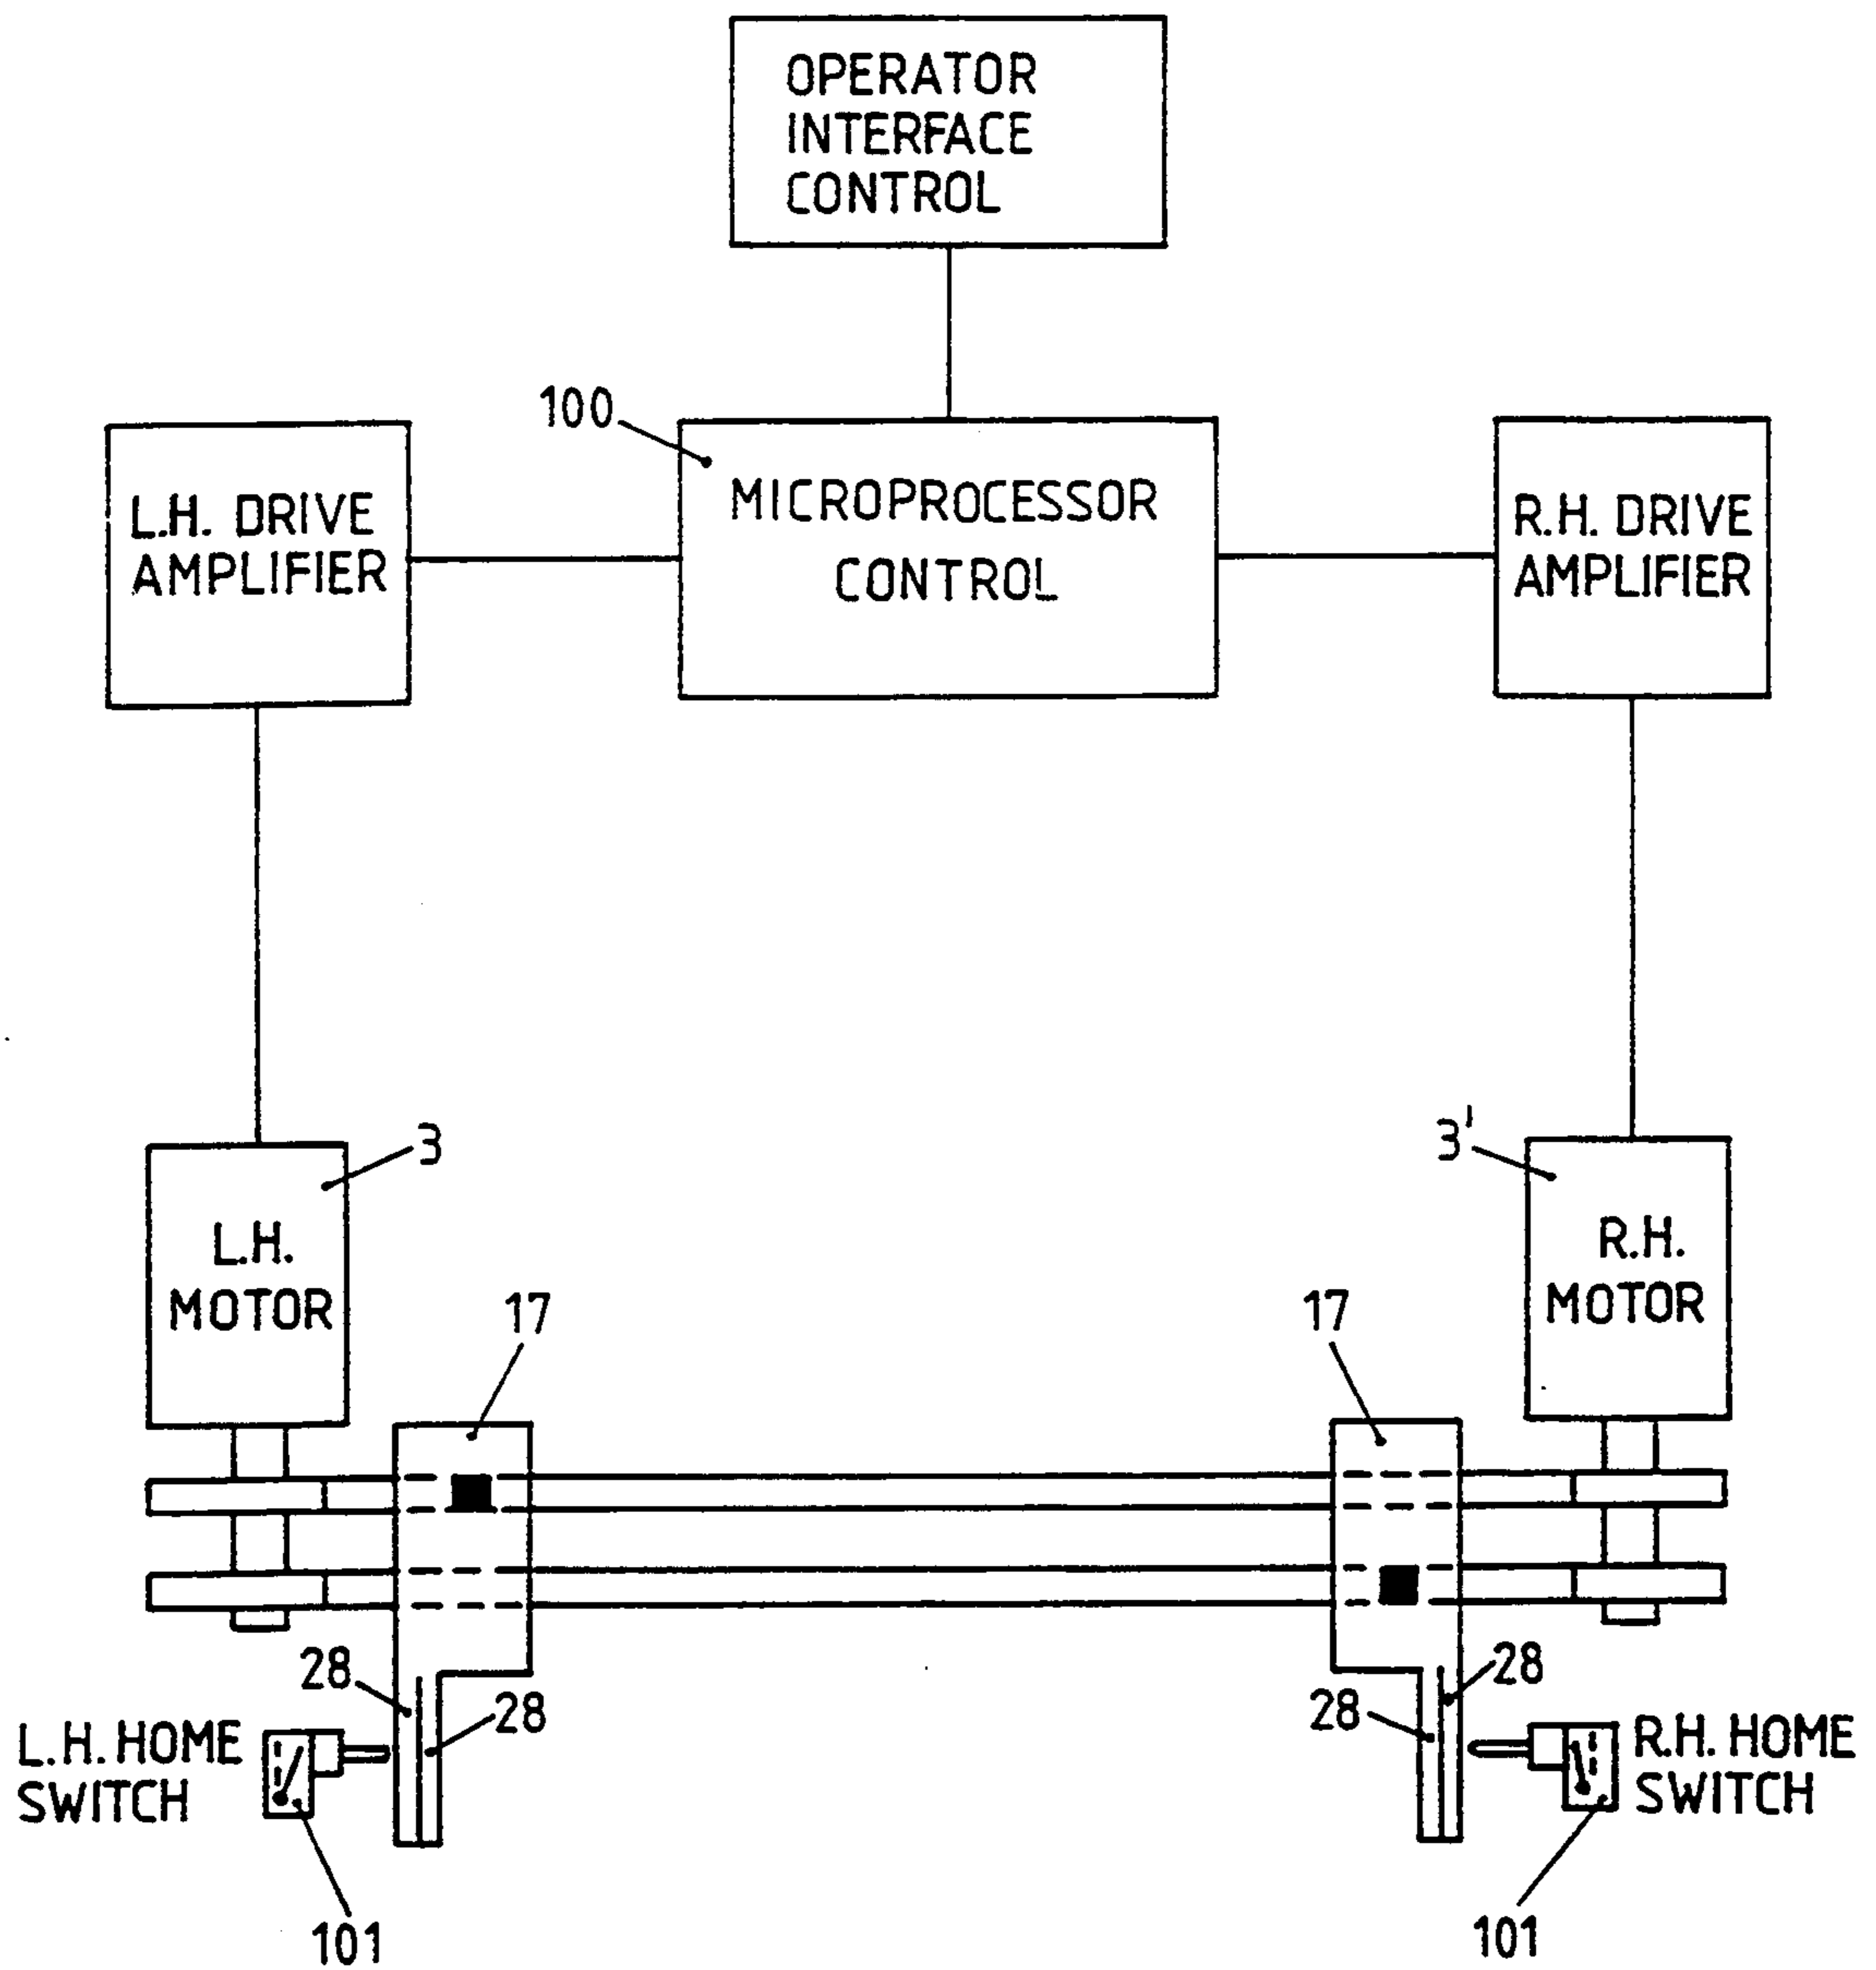 OPERATOR
INTERFACE
CONTROL
100
L.H. DRIVE
AMPLIFIER
MICROPROCESSOR
CONTROL
R.H. DRIVE
AMPLIFIER
3
3'
L.H.
MOTOR
R.H.
MOTOR
17
17
28
28
28
28
L.H. HOME
SWITCH
R.H. HOME
SWITCH
101
101